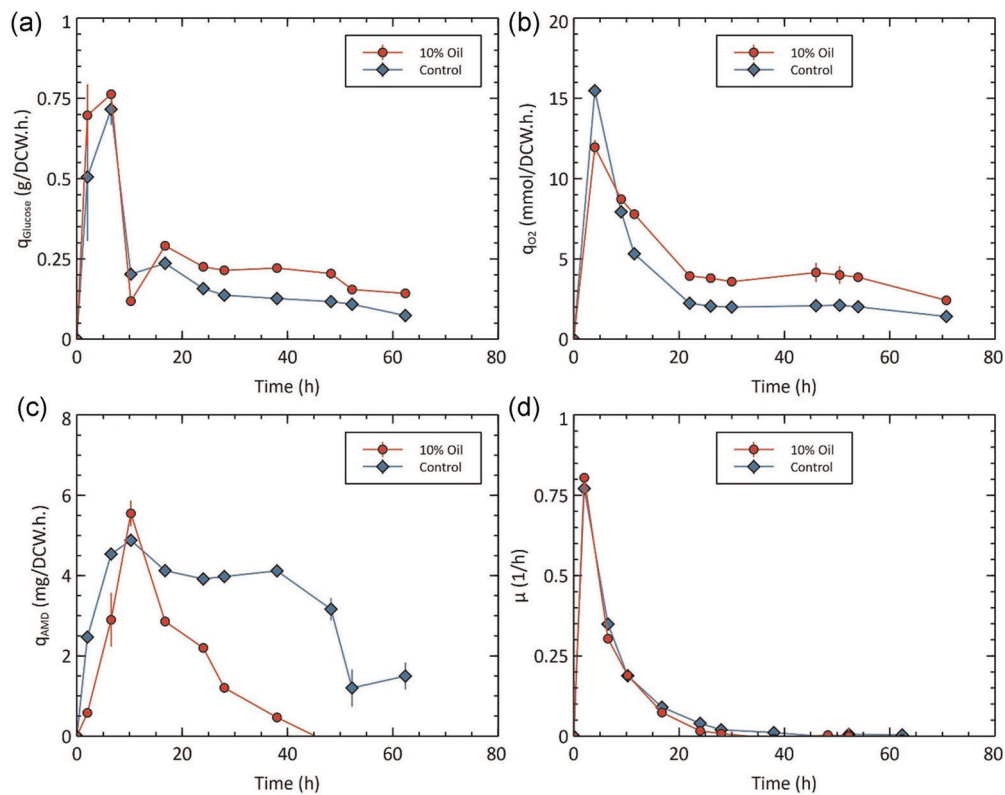 (a)
1
0.75
0.5
0.25
0
qGlucose (g/DCW.h.)
0
20
40
60
80
Time (h)
10% Oil
Control
(b)
20
15
10
5
0
qO2 (mmol/DCW.h.)
0
20
40
60
80
Time (h)
10% Oil
Control
(c)
8
6
4
2
0
qAMD (mg/DCW.h.)
0
20
40
60
80
Time (h)
10% Oil
Control
(d)
1
0.75
0.5
0.25
0
μ (1/h)
0
20
40
60
80
Time (h)
10% Oil
Control